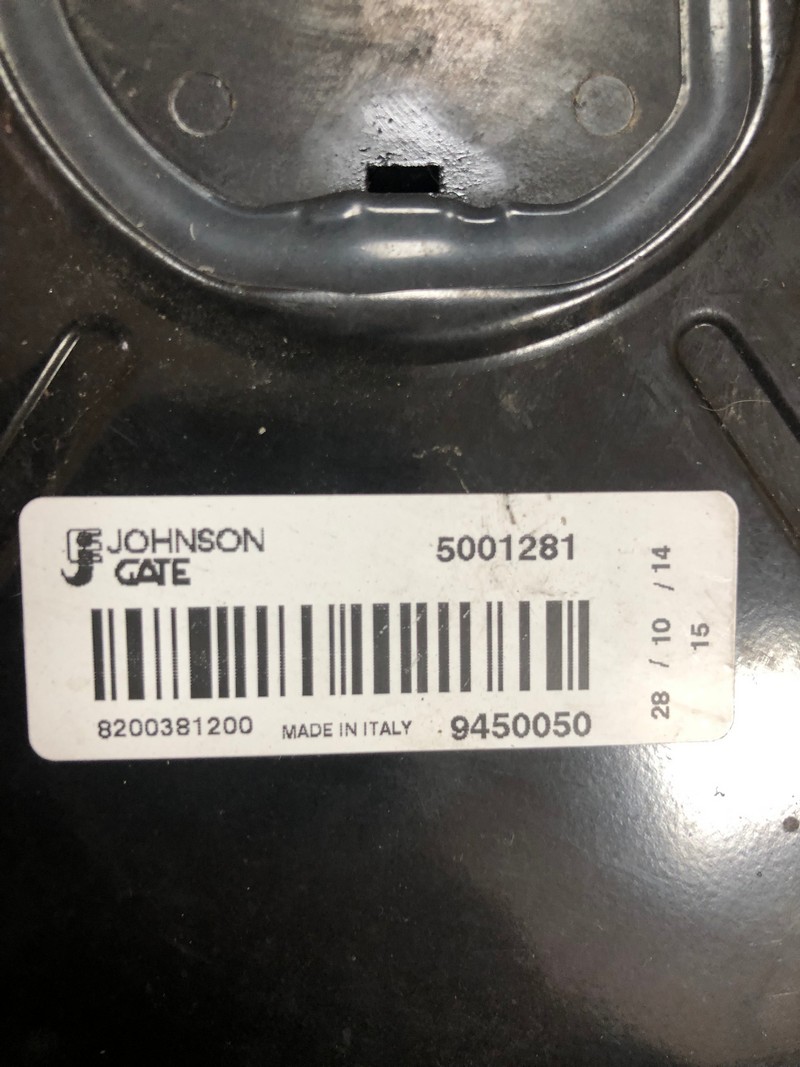 JOHNSON
GATE
5001281
8200381200
MADE IN ITALY
9450050
28 / 10 / 14
15